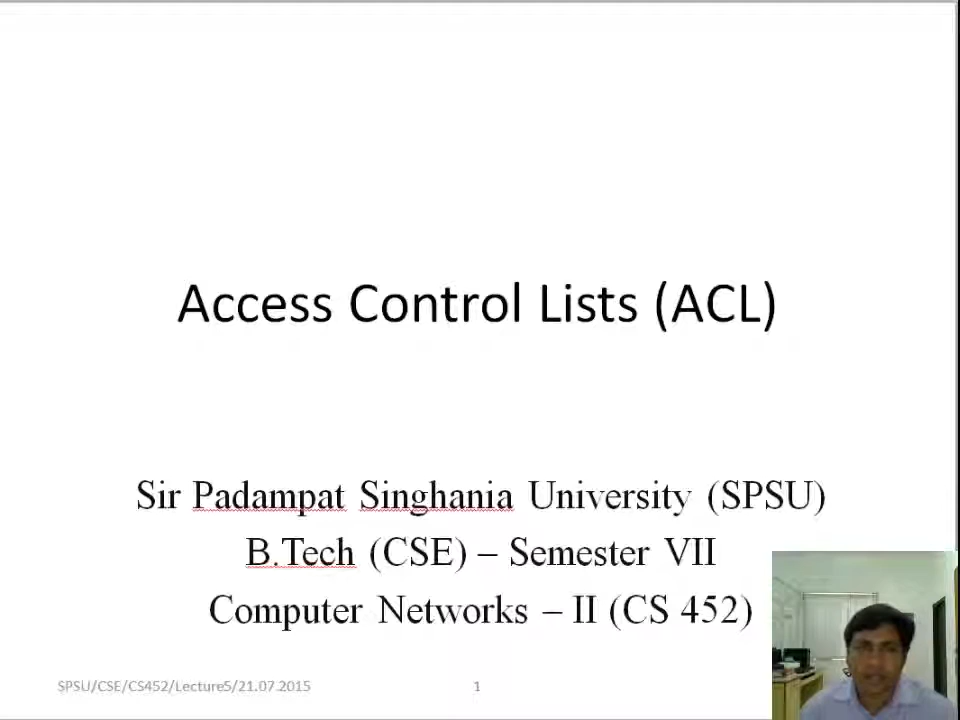 Access Control Lists (ACL)
Sir Padampat Singhania University (SPSU)
B.Tech (CSE) – Semester VII
Computer Networks – II (CS 452)
SPSU/CSE/CS452/Lecture5/21.07.2015
1